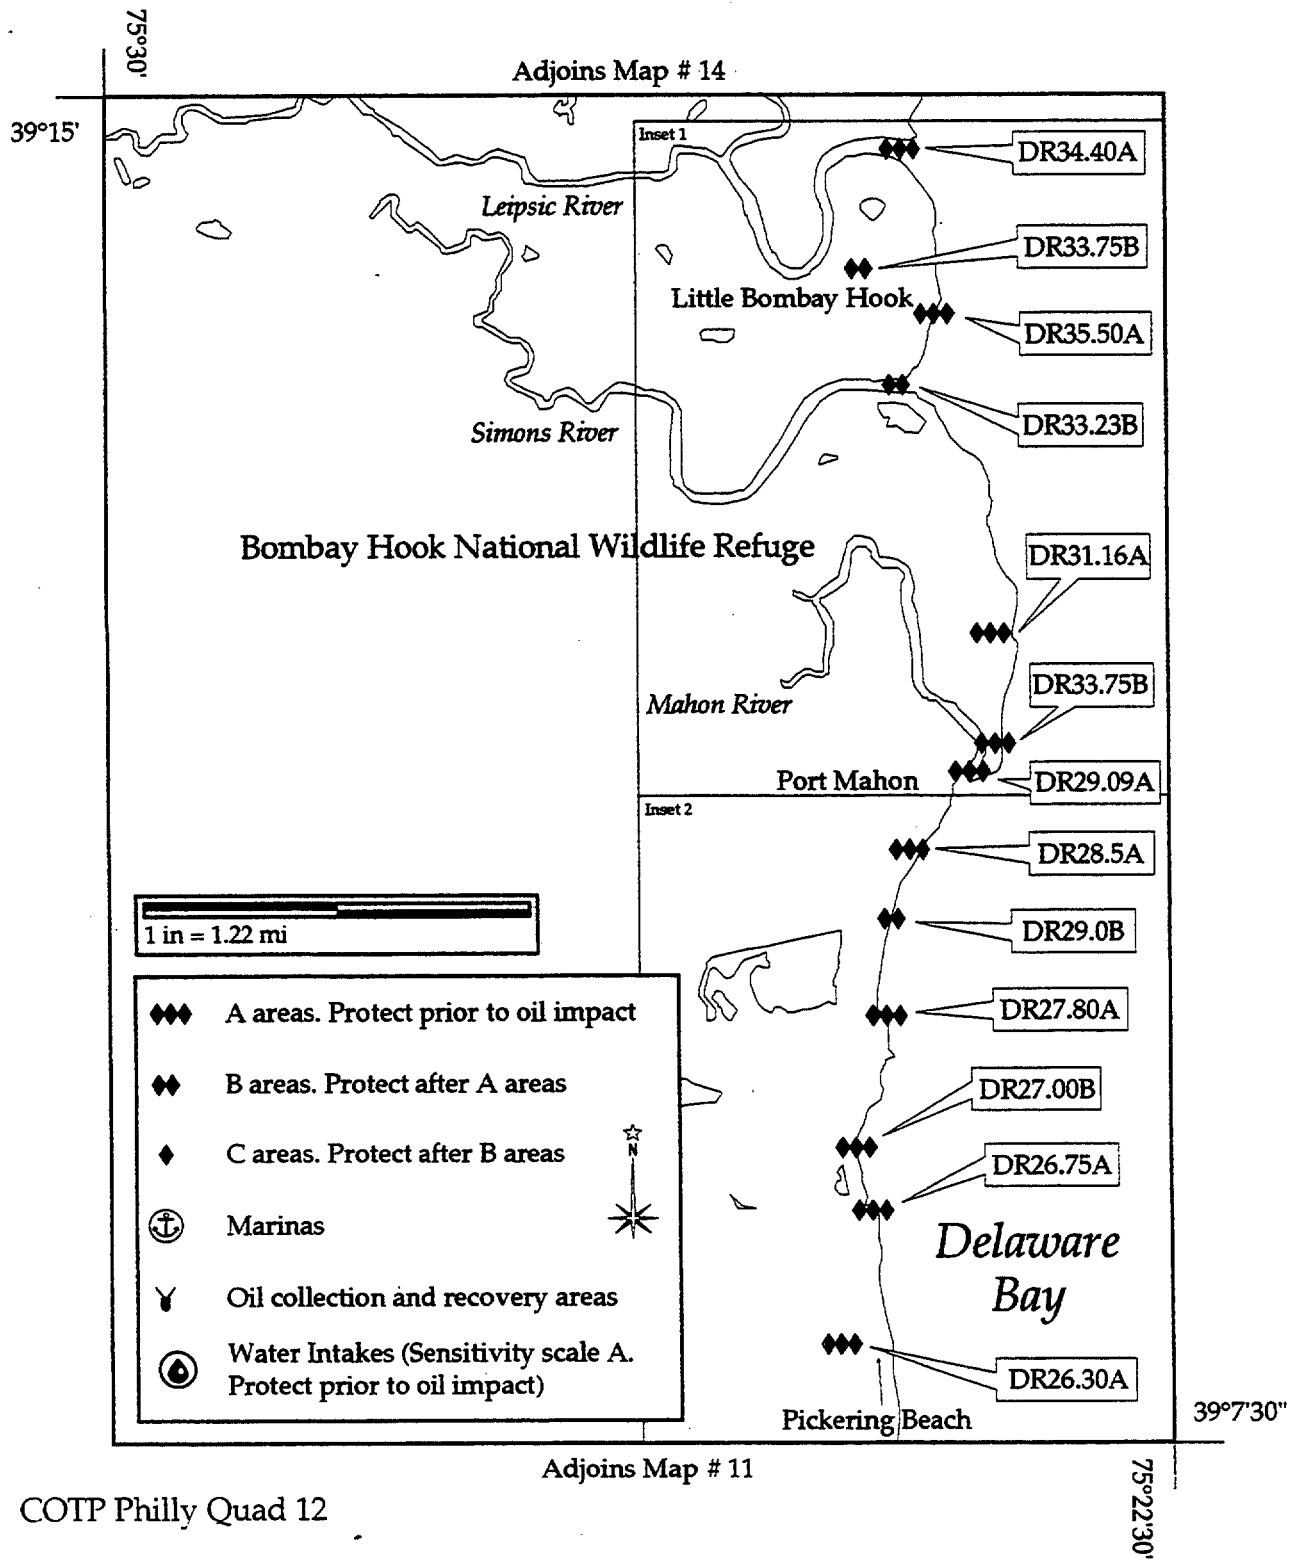 75°30'
Adjoins Map # 14
39°15'
Inset 1
DR34.40A
Leipsic River
DR33.75B
Little Bombay Hook
DR35.50A
DR33.23B
Simons River
Bombay Hook National Wildlife Refuge
DR31.16A
DR33.75B
Mahon River
Port Mahon
DR29.09A
Inset 2
DR28.5A
DR29.0B
1 in = 1.22 mi
DR27.80A
A areas. Protect prior to oil impact
B areas. Protect after A areas
C areas. Protect after B areas
N
Marinas
Oil collection and recovery areas
Water Intakes (Sensitivity scale A.
Protect prior to oil impact)
DR27.00B
DR26.75A
Delaware
Bay
DR26.30A
Pickering Beach
39°7'30"
Adjoins Map # 11
75°22'30"
COTP Philly Quad 12